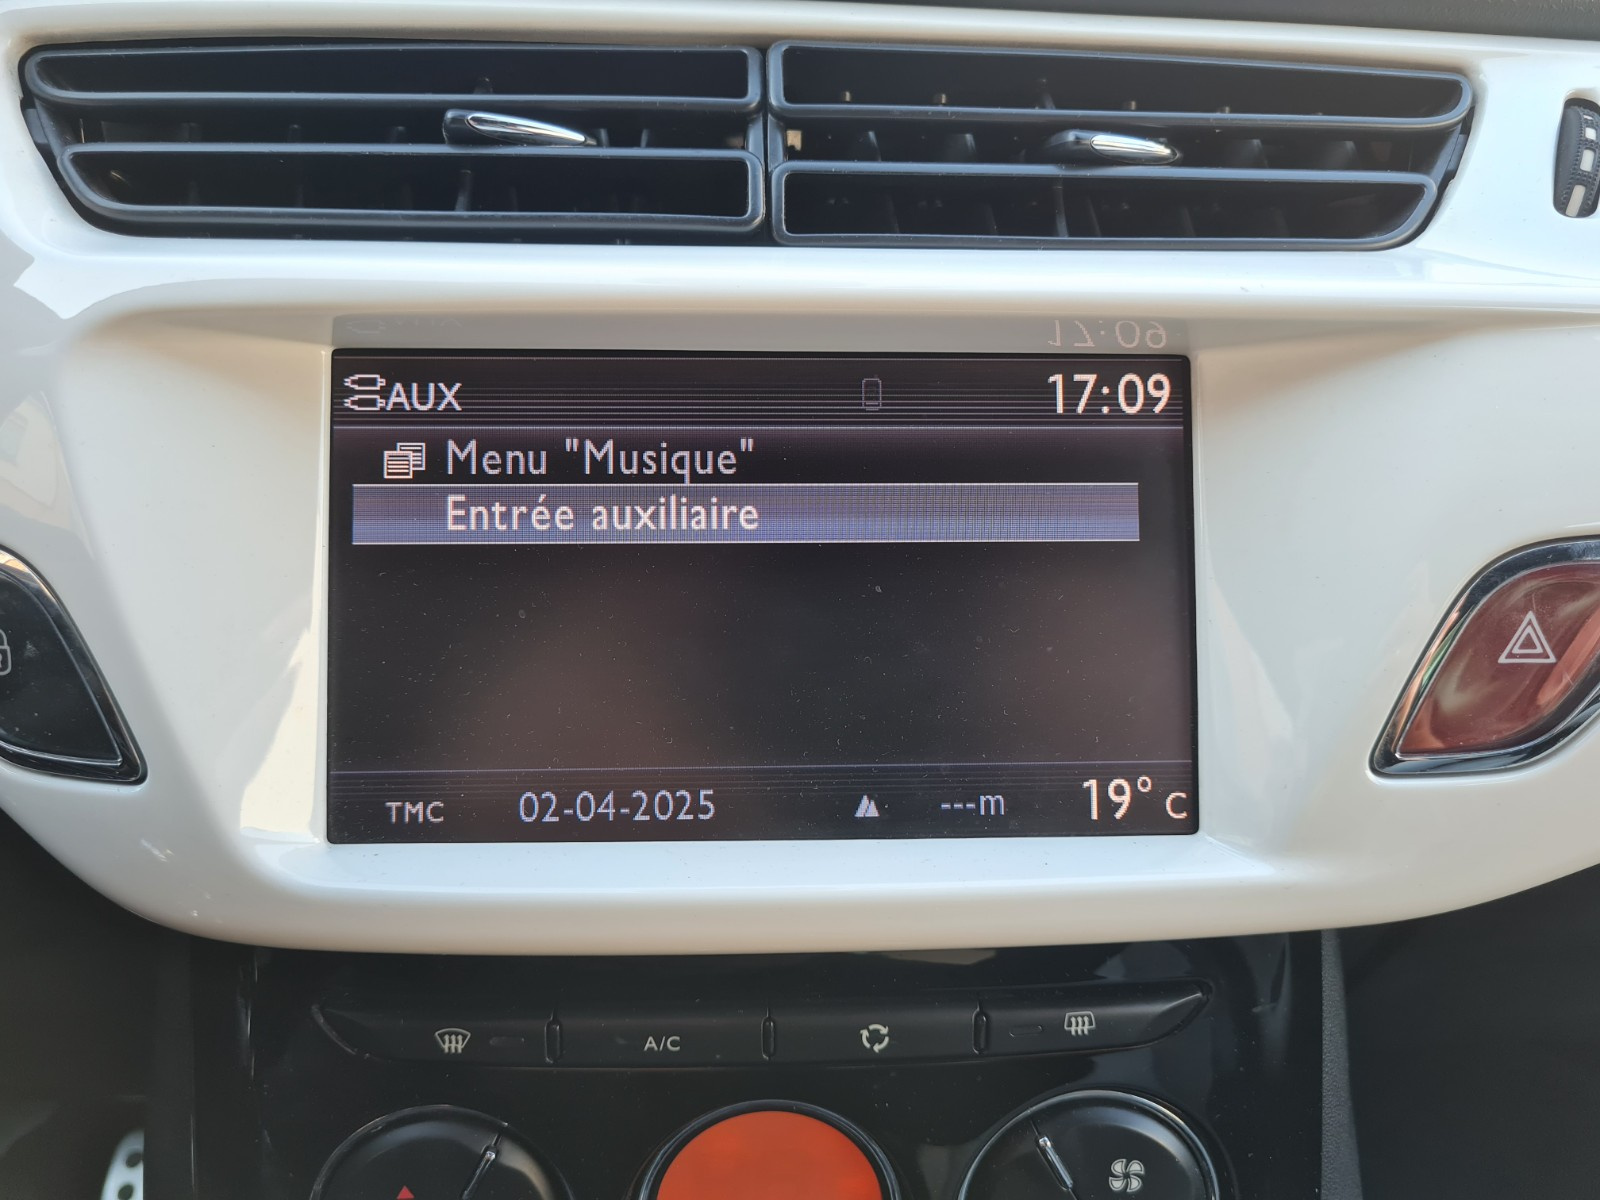 AUX
17:09
Menu "Musique"
Entrée auxiliaire
TMC 02-04-2025 ---m 19° C
A/C